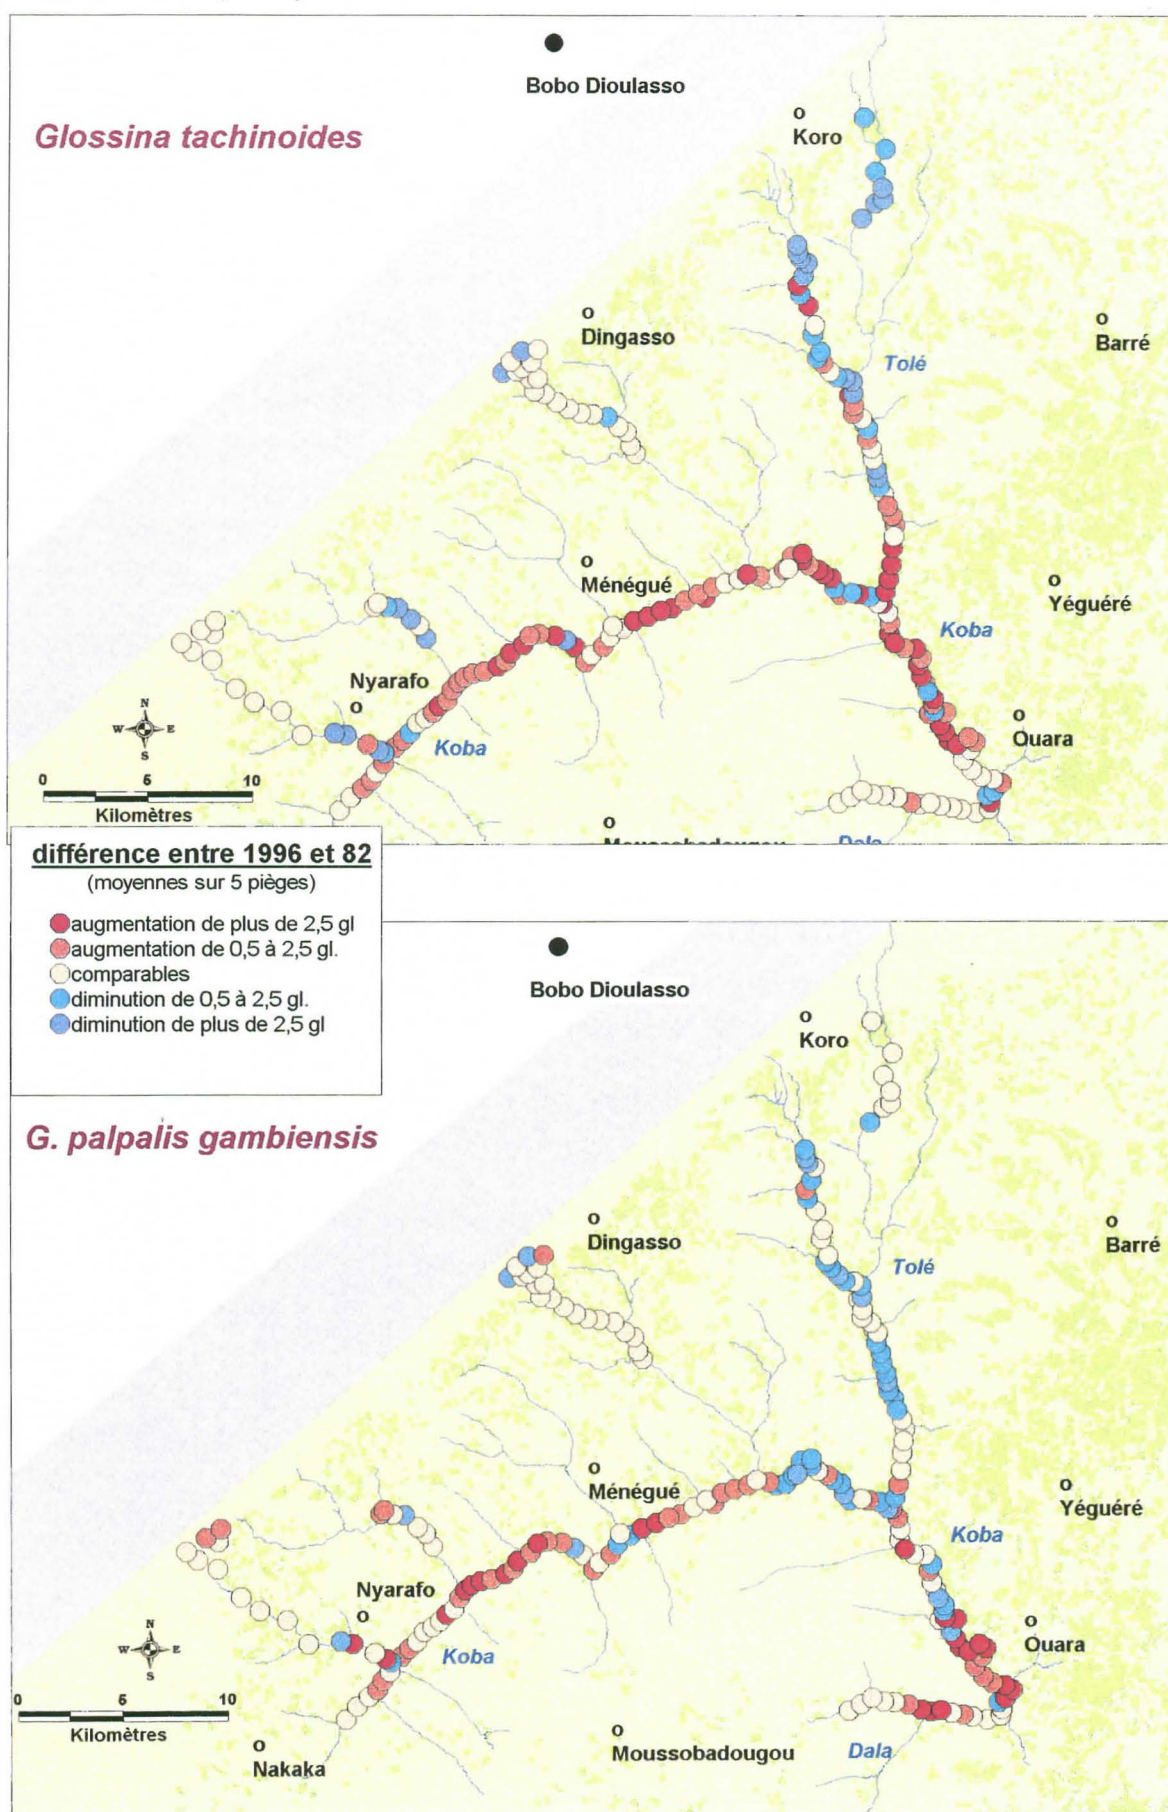 Bobo Dioulasso
Glossina tachinoides
Koro
Dingasso
Barré
Tolé
Ménégué
Yéguéré
Koba
Nyarafo
Ouara
Koba
N
W E
S
0 5 10
Kilomètres
Moussobadougou
Dala
différence entre 1996 et 82
(moyennes sur 5 pièges)
augmentation de plus de 2,5 gl
augmentation de 0,5 à 2,5 gl.
comparables
diminution de 0,5 à 2,5 gl.
diminution de plus de 2,5 gl
Bobo Dioulasso
Koro
G. palpalis gambiensis
Dingasso
Barré
Tolé
Ménégué
Yéguéré
Koba
Nyarafo
Ouara
Koba
N
W E
S
0 5 10
Kilomètres
Moussobadougou
Dala
Nakaka